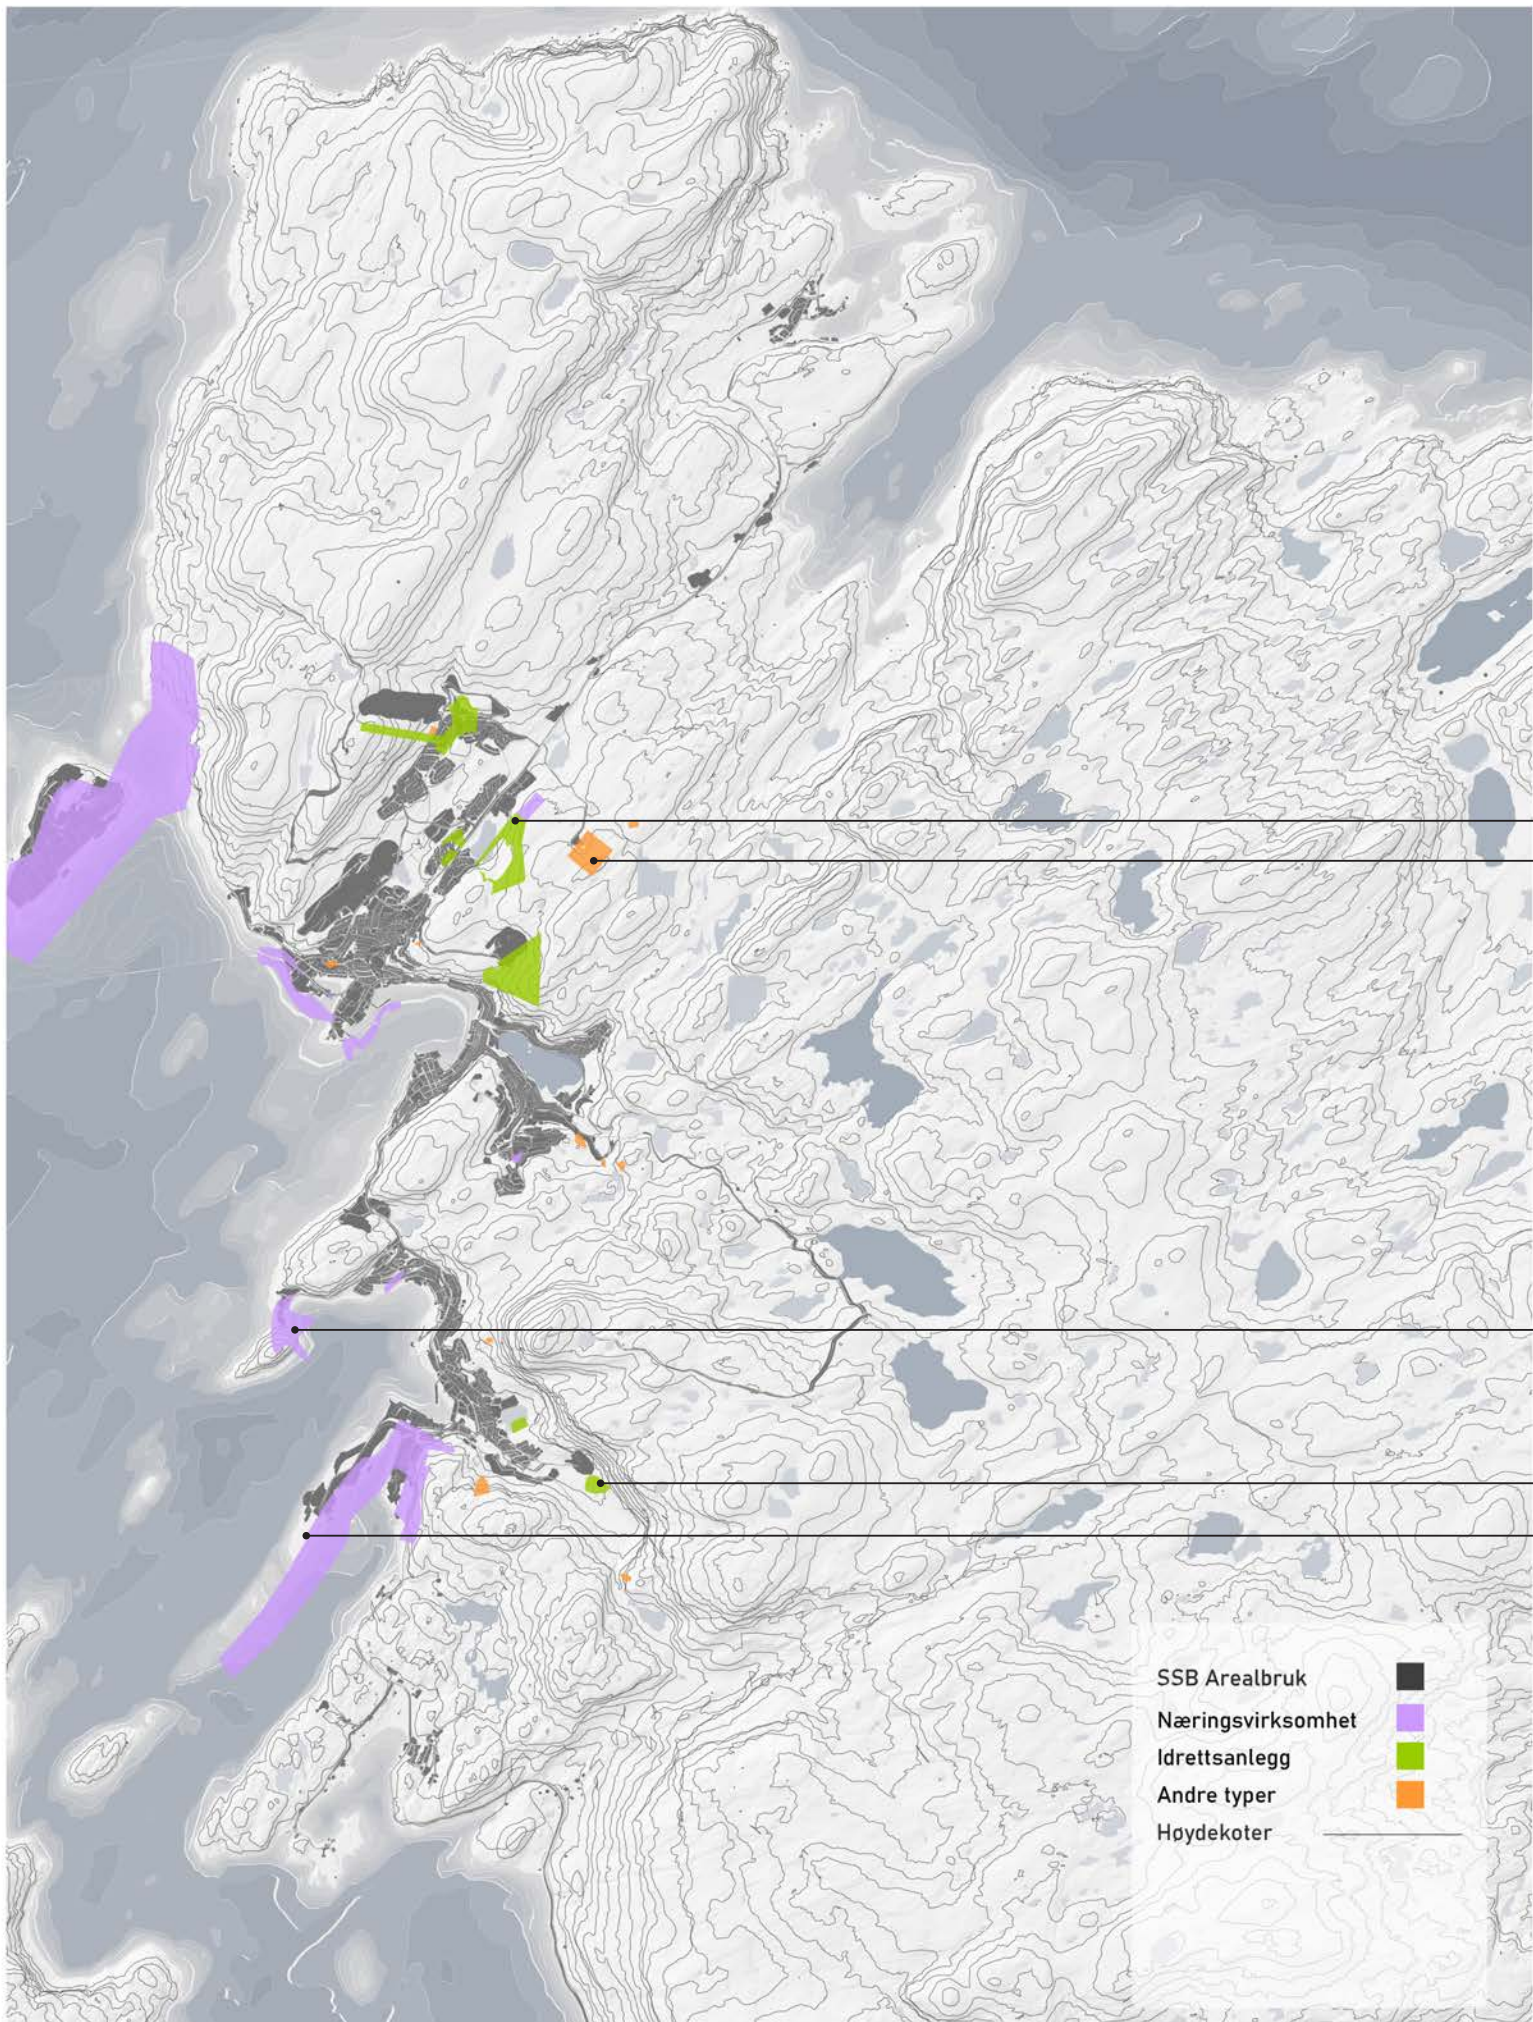 SSB Arealbruk
Næringsvirksomhet
Idrettsanlegg
Andre typer
Høydekoter